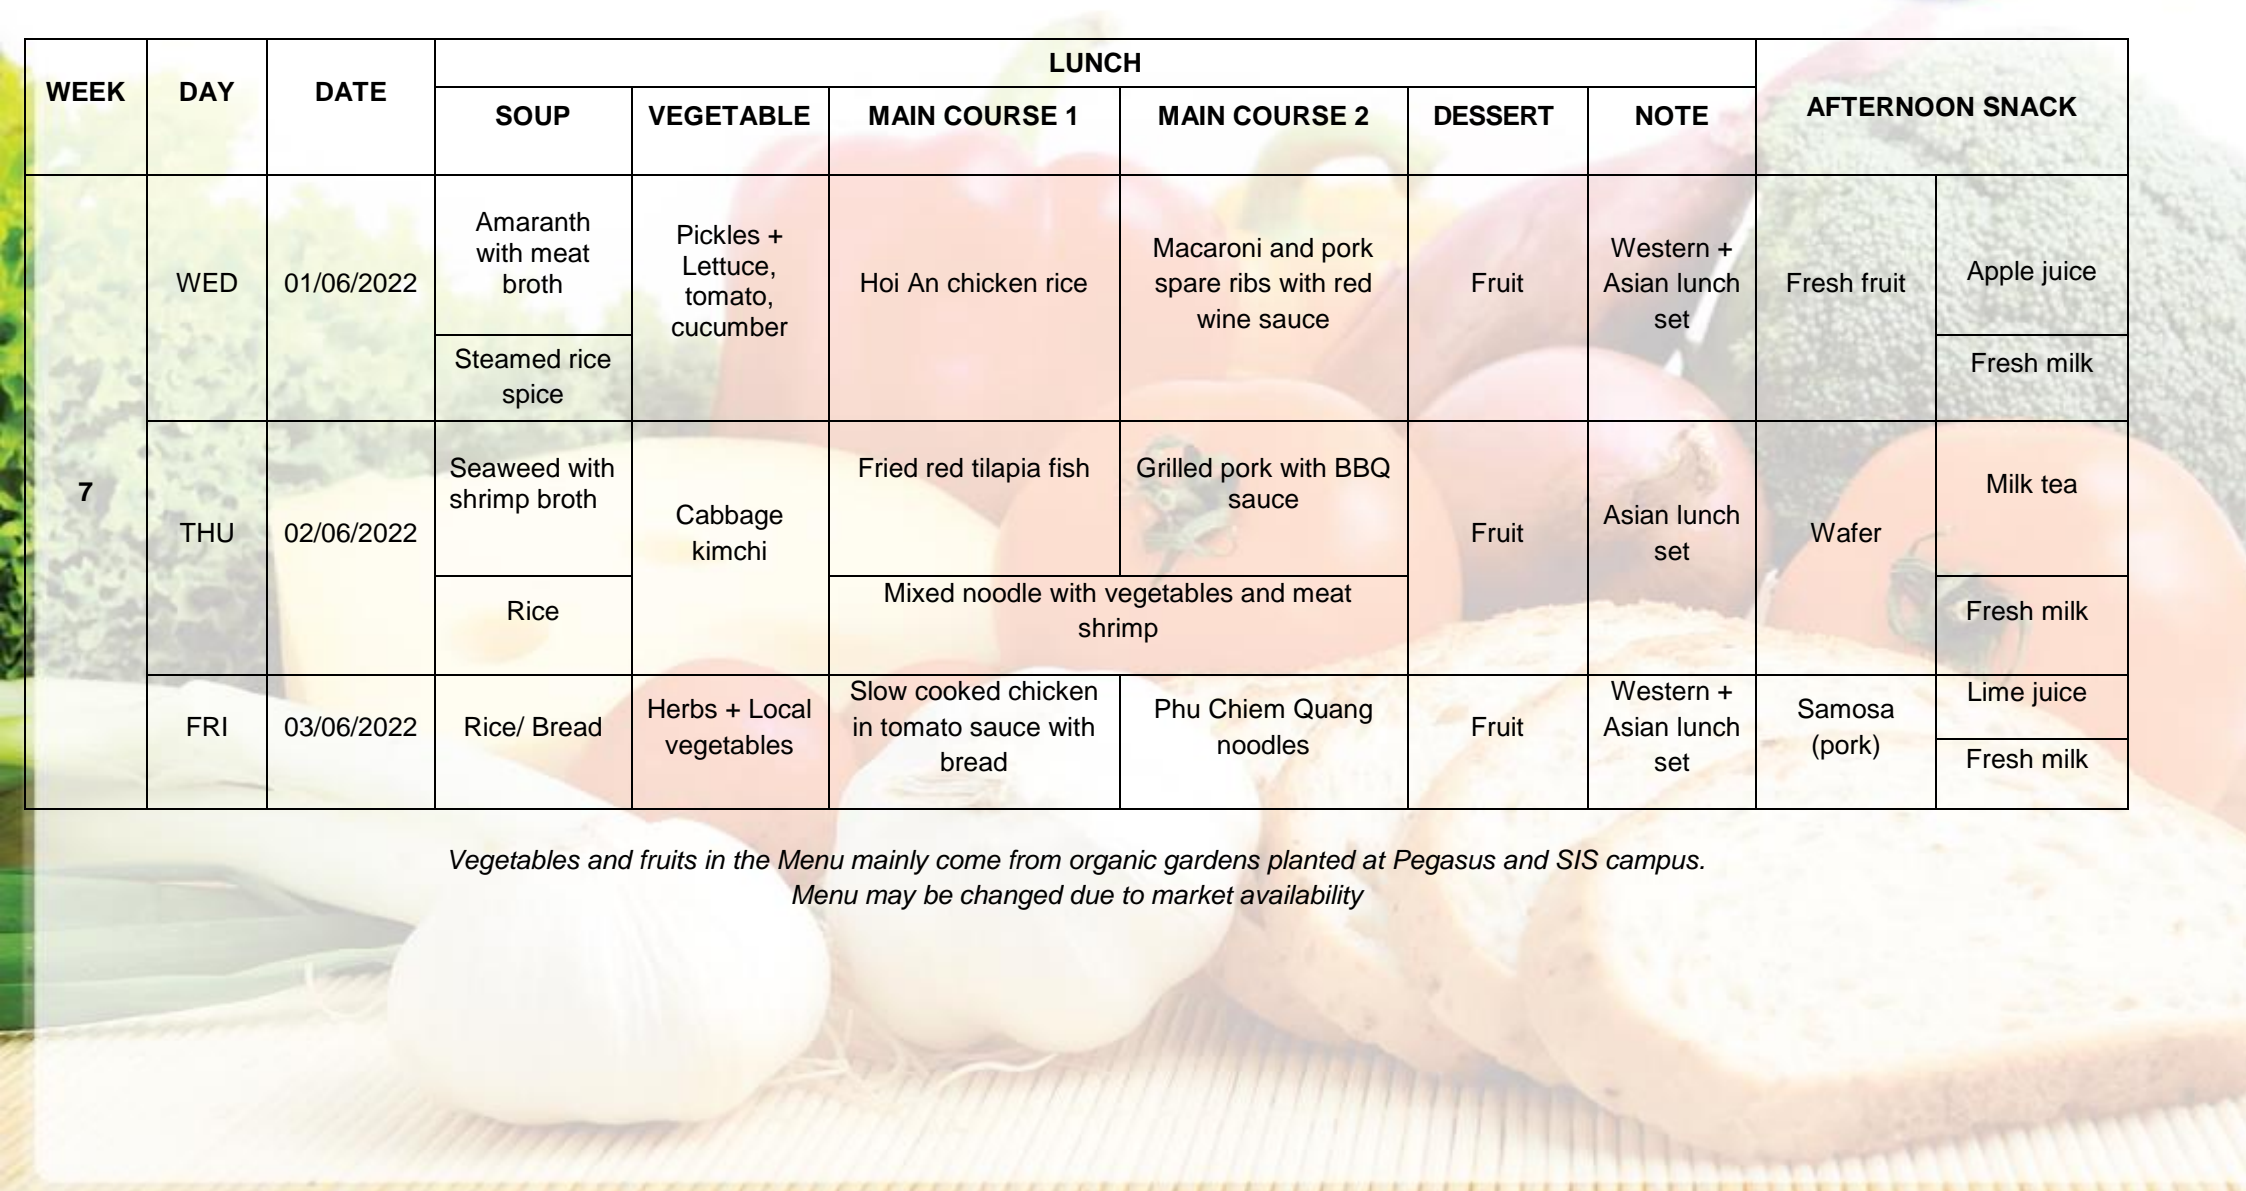 WEEK
DAY
DATE
LUNCH
AFTERNOON SNACK
SOUP
VEGETABLE
MAIN COURSE 1
MAIN COURSE 2
DESSERT
NOTE
7
WED
01/06/2022
Amaranth
with meat
broth
Steamed rice
spice
Pickles +
Lettuce,
tomato,
cucumber
Hoi An chicken rice
Macaroni and pork
spare ribs with red
wine sauce
Fruit
Western +
Asian lunch
set
Fresh fruit
Apple juice
Fresh milk
THU
02/06/2022
Seaweed with
shrimp broth
Rice
Cabbage
kimchi
Fried red tilapia fish
Grilled pork with BBQ
sauce
Mixed noodle with vegetables and meat
shrimp
Fruit
Asian lunch
set
Wafer
Milk tea
Fresh milk
FRI
03/06/2022
Rice/ Bread
Herbs + Local
vegetables
Slow cooked chicken
in tomato sauce with
bread
Phu Chiem Quang
noodles
Fruit
Western +
Asian lunch
set
Samosa
(pork)
Lime juice
Fresh milk
Vegetables and fruits in the Menu mainly come from organic gardens planted at Pegasus and SIS campus.
Menu may be changed due to market availability